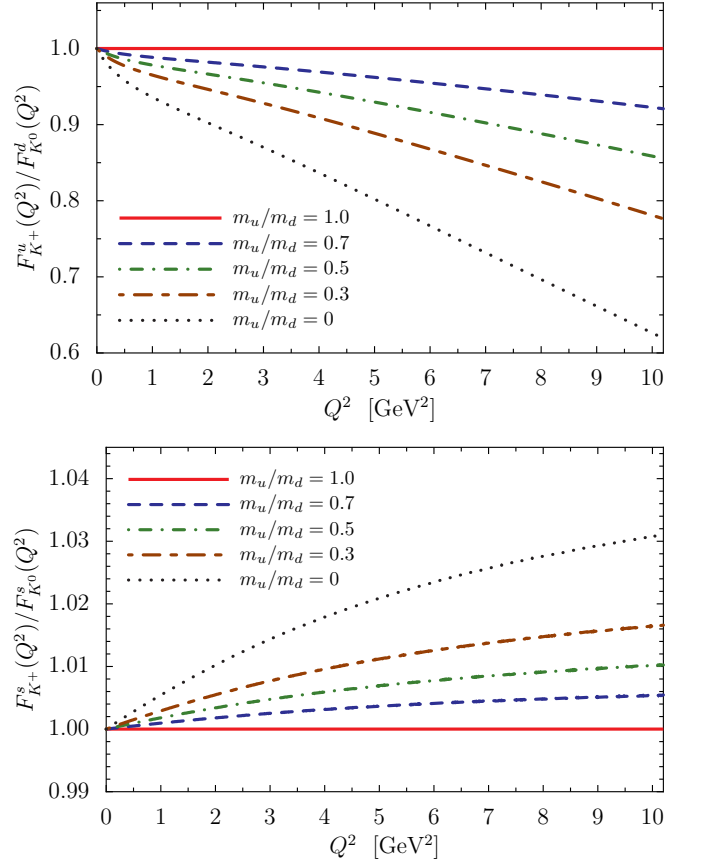 1.0
0.9
0.8
0.7
0.6
F^u_{K^+}(Q^2)/F^d_{K^0}(Q^2)
m_u/m_d = 1.0
m_u/m_d = 0.7
m_u/m_d = 0.5
m_u/m_d = 0.3
m_u/m_d = 0
0 1 2 3 4 5 6 7 8 9 10
Q^2 [GeV^2]
1.04
1.03
1.02
1.01
1.00
0.99
F^s_{K^+}(Q^2)/F^s_{K^0}(Q^2)
m_u/m_d = 1.0
m_u/m_d = 0.7
m_u/m_d = 0.5
m_u/m_d = 0.3
m_u/m_d = 0
0 1 2 3 4 5 6 7 8 9 10
Q^2 [GeV^2]